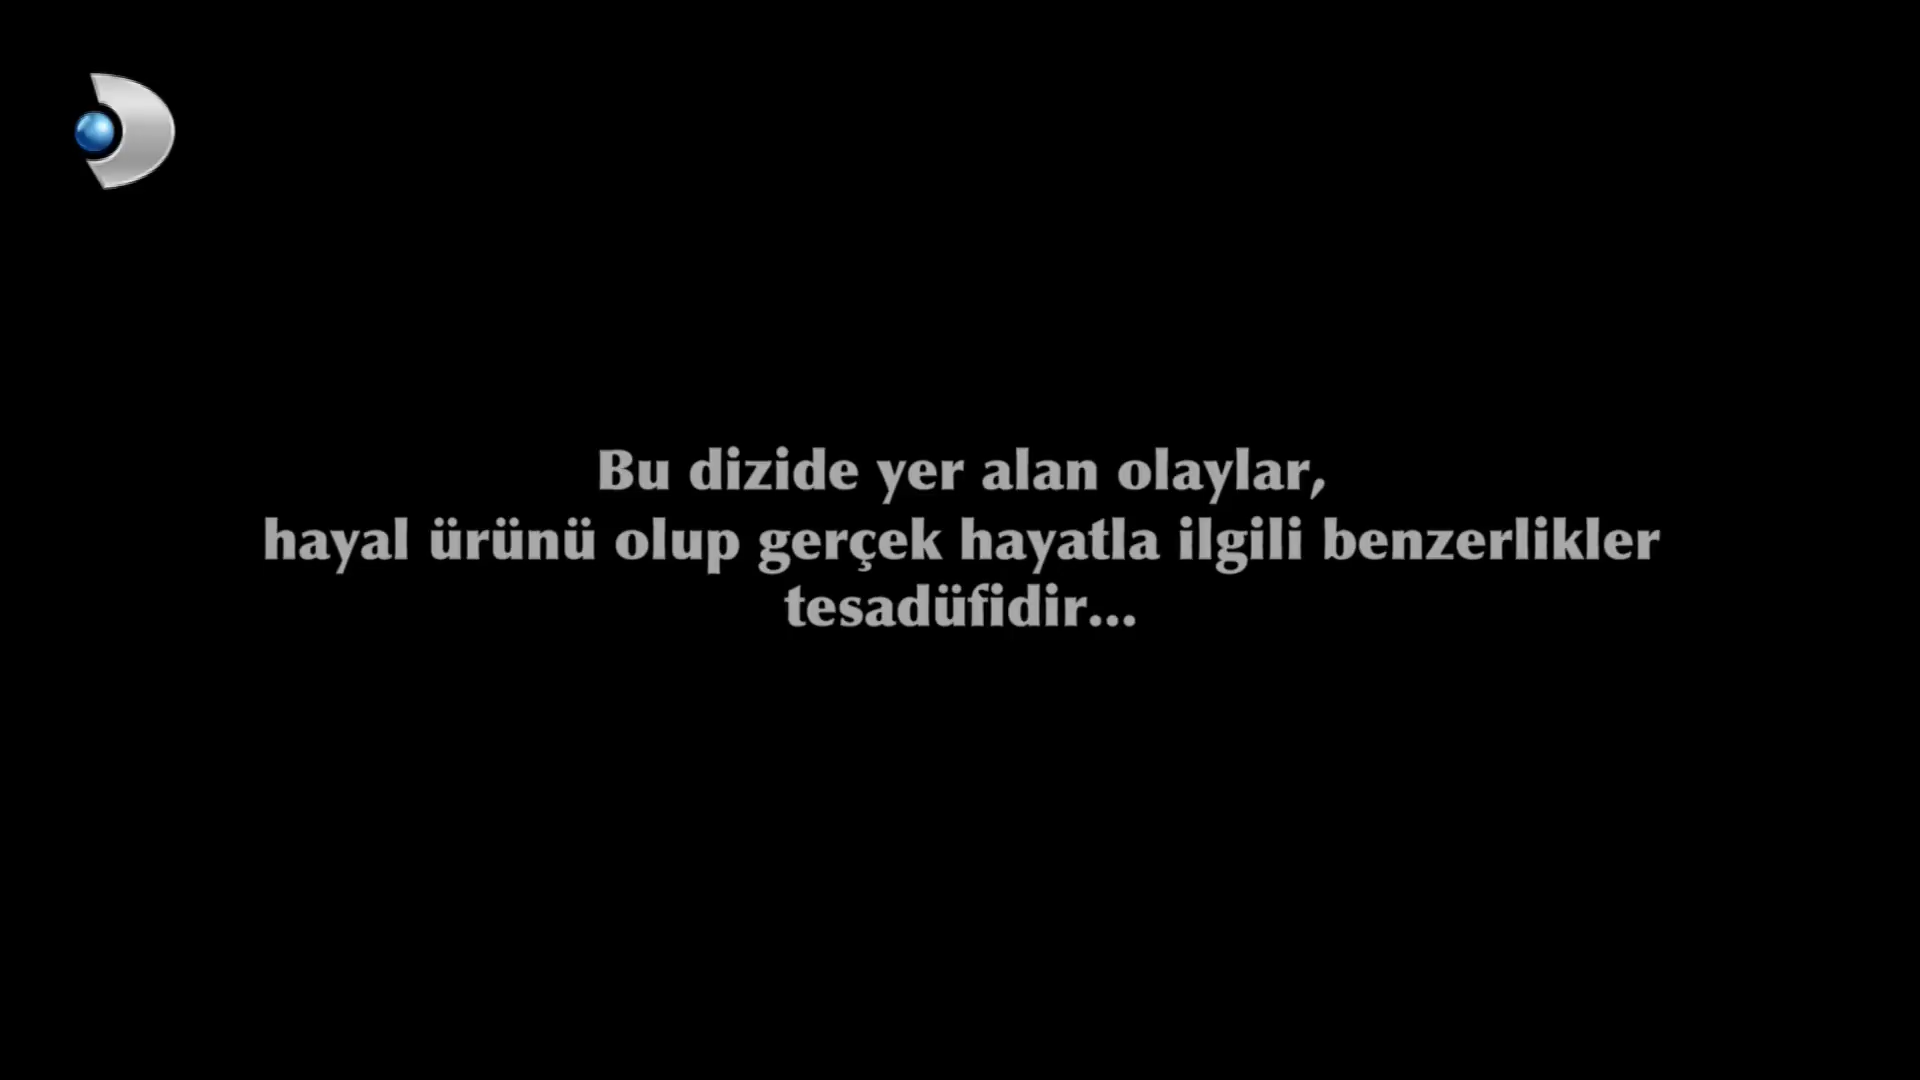 Bu dizide yer alan olaylar,
hayal ürünü olup gerçek hayatla ilgili benzerlikler
tesadüfidir...